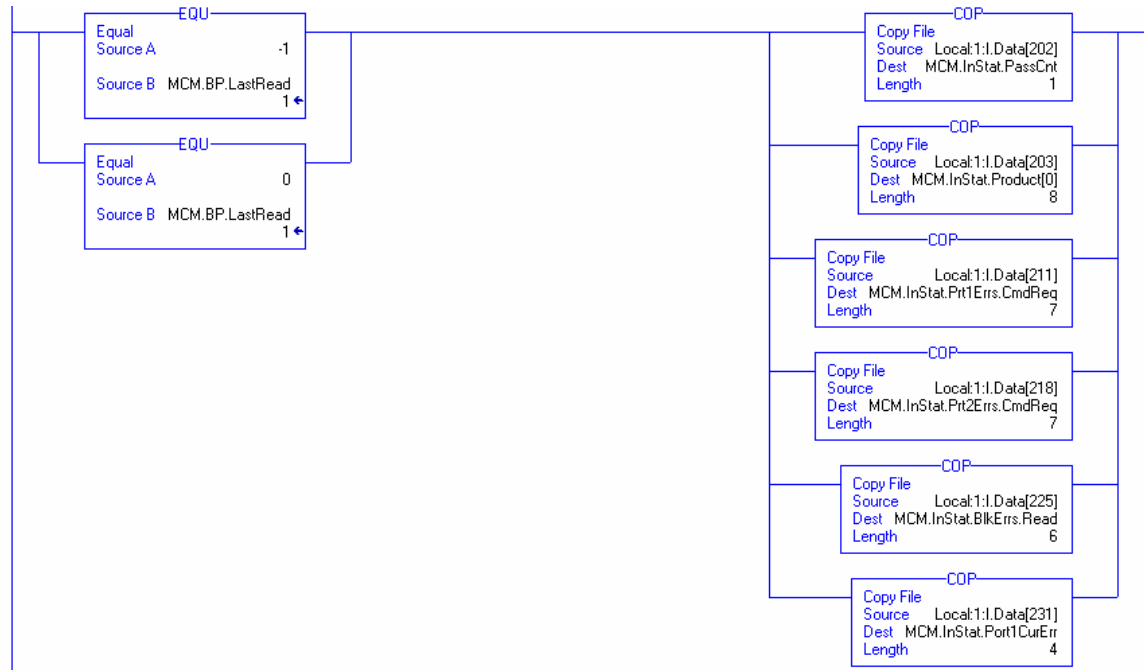 EQU
Equal
Source A -1
Source B MCM.BP.LastRead
1
EQU
Equal
Source A 0
Source B MCM.BP.LastRead
1
COP
Copy File
Source Local:1:I.Data[202]
Dest MCM.InStat.PassCnt
Length 1
COP
Copy File
Source Local:1:I.Data[203]
Dest MCM.InStat.Product[0]
Length 8
COP
Copy File
Source Local:1:I.Data[211]
Dest MCM.InStat.Prt1Errs.CmdReq
Length 7
COP
Copy File
Source Local:1:I.Data[218]
Dest MCM.InStat.Prt2Errs.CmdReq
Length 7
COP
Copy File
Source Local:1:I.Data[225]
Dest MCM.InStat.BlkErrs.Read
Length 6
COP
Copy File
Source Local:1:I.Data[231]
Dest MCM.InStat.Port1CurErr
Length 4